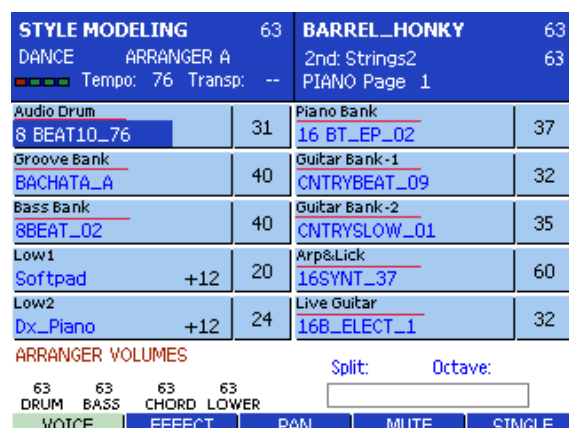 STYLE MODELING 63
DANCE ARRANGER A
Tempo: 76 Transp: --
BARREL_HONKY 63
2nd: Strings2 63
PIANO Page 1
Audio Drum
8 BEAT10_76 31
Groove Bank
BACHATA_A 40
Bass Bank
8BEAT_02 40
Low1
Softpad +12 20
Low2
Dx_Piano +12 24
Piano Bank
16 BT_EP_02 37
Guitar Bank-1
CNTRYBEAT_09 32
Guitar Bank-2
CNTRYSLOW_01 35
Arp&Lick
16SYNT_37 60
Live Guitar
16B_ELECT_1 32
ARRANGER VOLUMES
63 63 63 63
DRUM BASS CHORD LOWER
Split: Octave:
VOICE EFFECT PAN MUTE SINGLE